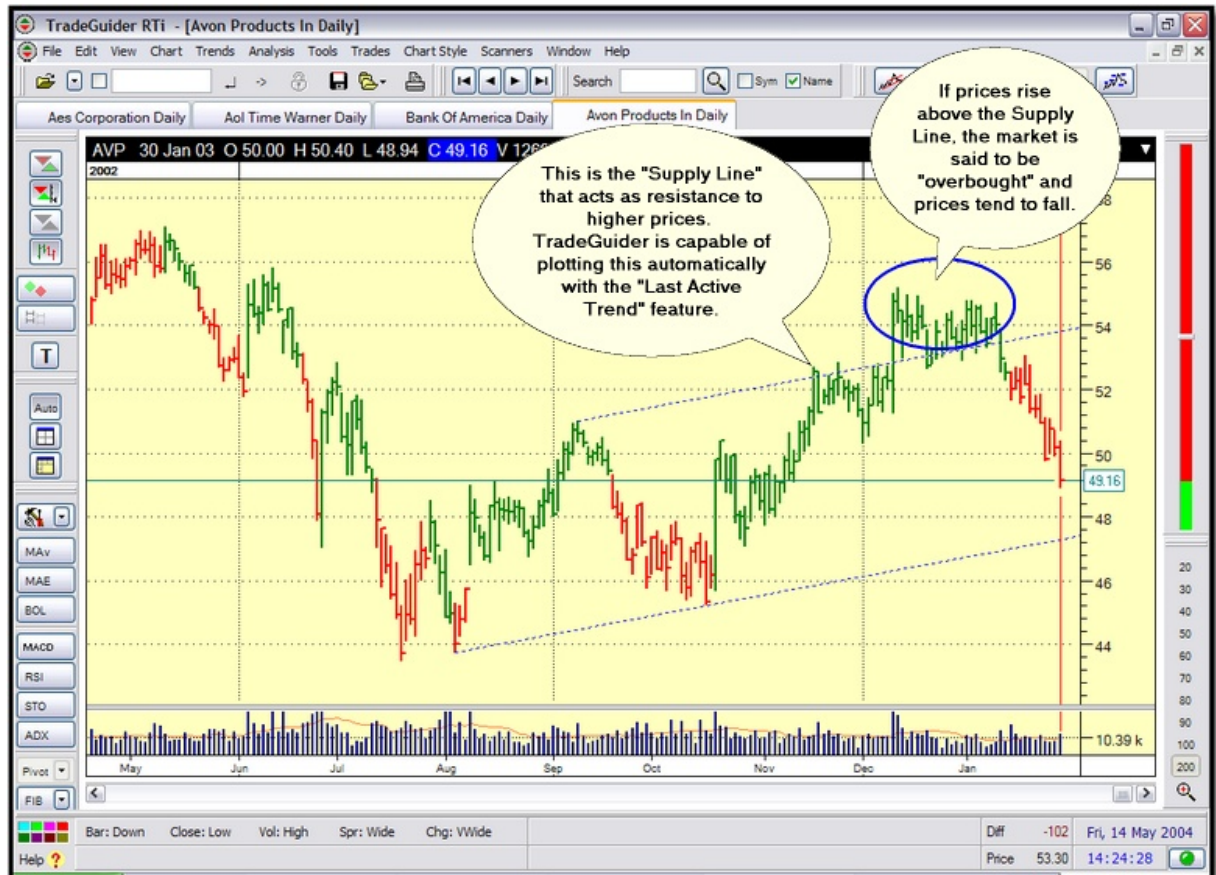 TradeGuider RTi - [Avon Products In Daily]
File Edit View Chart Trends Analysis Tools Trades Chart Style Scanners Window Help
Search Sym Name
Aes Corporation Daily Aol Time Warner Daily Bank Of America Daily Avon Products In Daily
AVP 30 Jan 03 O 50.00 H 50.40 L 48.94 C 49.16
2002
This is the "Supply Line"
that acts as resistance to
higher prices.
TradeGuider is capable of
plotting this automatically
with the "Last Active
Trend" feature.
If prices rise
above the Supply
Line, the market is
said to be
"overbought" and
prices tend to fall.
56
54
52
50
49.16
48
46
44
10.39 k
May Jun Jul Aug Sep Oct Nov Dec Jan
T
Auto
MAv
MAE
BOL
MACD
RSI
STO
ADX
Pivot
FIB
20
30
40
50
60
70
80
90
100
200
Bar: Down Close: Low Vol: High Spr: Wide Chg: VWide
Diff -102 Fri, 14 May 2004
Help ?
Price 53.30 14:24:28